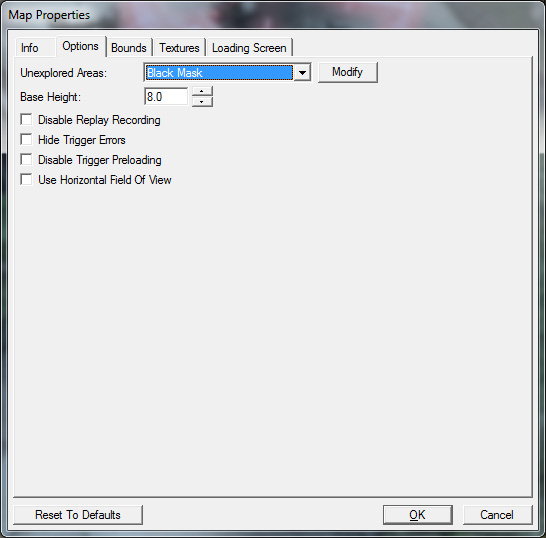 Map Properties
Info Options Bounds Textures Loading Screen
Unexplored Areas: Black Mask Modify
Base Height: 8.0
Disable Replay Recording
Hide Trigger Errors
Disable Trigger Preloading
Use Horizontal Field Of View
Reset To Defaults OK Cancel